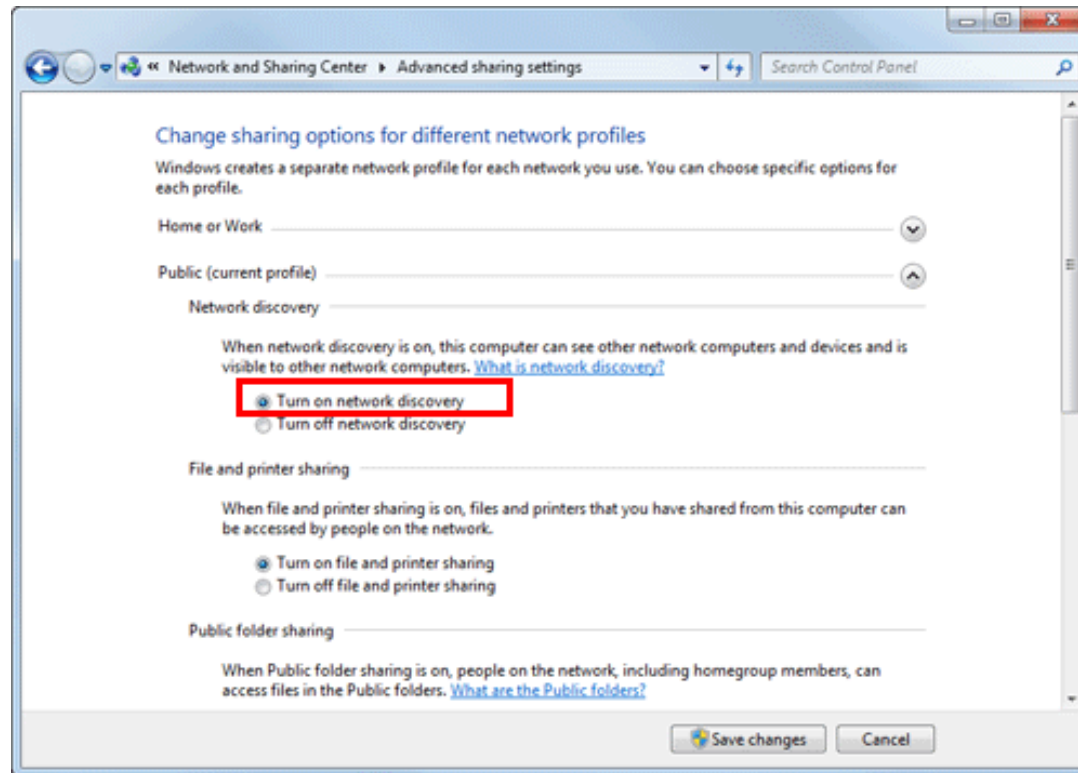 « Network and Sharing Center ▸ Advanced sharing settings
Search Control Panel
Change sharing options for different network profiles
Windows creates a separate network profile for each network you use. You can choose specific options for
each profile.
Home or Work
Public (current profile)
Network discovery
When network discovery is on, this computer can see other network computers and devices and is
visible to other network computers. What is network discovery?
Turn on network discovery
Turn off network discovery
File and printer sharing
When file and printer sharing is on, files and printers that you have shared from this computer can
be accessed by people on the network.
Turn on file and printer sharing
Turn off file and printer sharing
Public folder sharing
When Public folder sharing is on, people on the network, including homegroup members, can
access files in the Public folders. What are the Public folders?
Save changes
Cancel